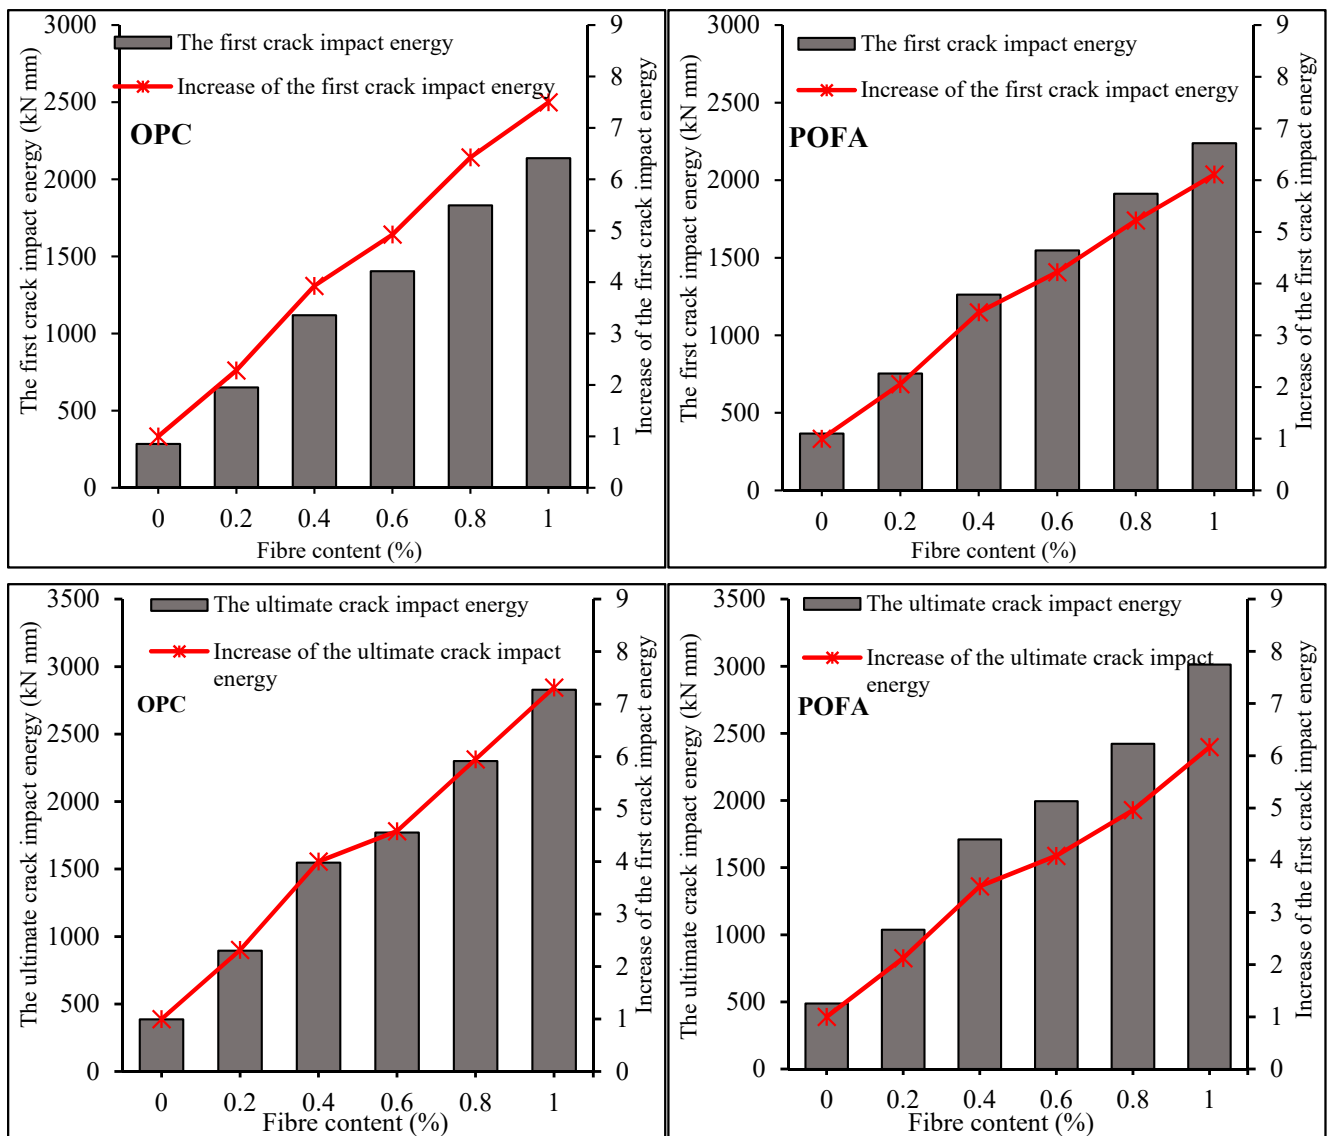 3000
2500
2000
1500
1000
500
0
The first crack impact energy (kN mm)
The first crack impact energy
Increase of the first crack impact energy
OPC
9
8
7
6
5
4
3
2
1
0
Increase of the first crack impact energy
0 0.2 0.4 0.6 0.8 1
Fibre content (%)
3000
2500
2000
1500
1000
500
0
The first crack impact energy (kN mm)
The first crack impact energy
Increase of the first crack impact energy
POFA
9
8
7
6
5
4
3
2
1
0
Increase of the first crack impact energy
0 0.2 0.4 0.6 0.8 1
Fibre content (%)
3500
3000
2500
2000
1500
1000
500
0
The ultimate crack impact energy (kN mm)
The ultimate crack impact energy
Increase of the ultimate crack impact
energy
OPC
9
8
7
6
5
4
3
2
1
0
Increase of the first crack impact energy
0 0.2 0.4 0.6 0.8 1
Fibre content (%)
3500
3000
2500
2000
1500
1000
500
0
The ultimate crack impact energy (kN mm)
The ultimate crack impact energy
Increase of the ultimate crack impact
energy
POFA
9
8
7
6
5
4
3
2
1
0
Increase of the first crack impact energy
0 0.2 0.4 0.6 0.8 1
Fibre content (%)